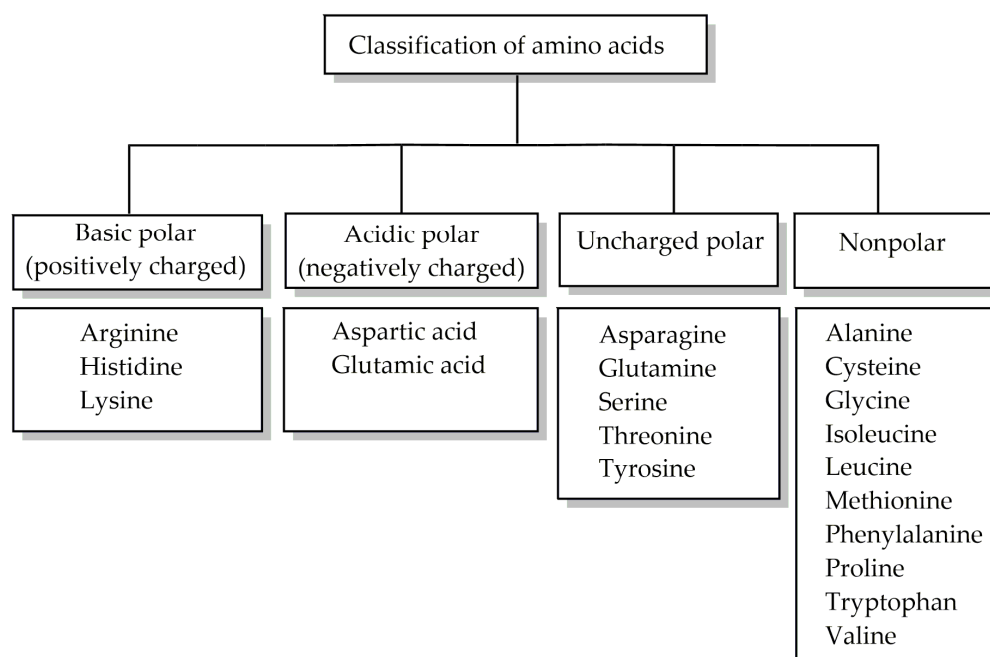 Classification of amino acids
Basic polar
(positively charged)
Acidic polar
(negatively charged)
Uncharged polar
Nonpolar
Arginine
Histidine
Lysine
Aspartic acid
Glutamic acid
Asparagine
Glutamine
Serine
Threonine
Tyrosine
Alanine
Cysteine
Glycine
Isoleucine
Leucine
Methionine
Phenylalanine
Proline
Tryptophan
Valine